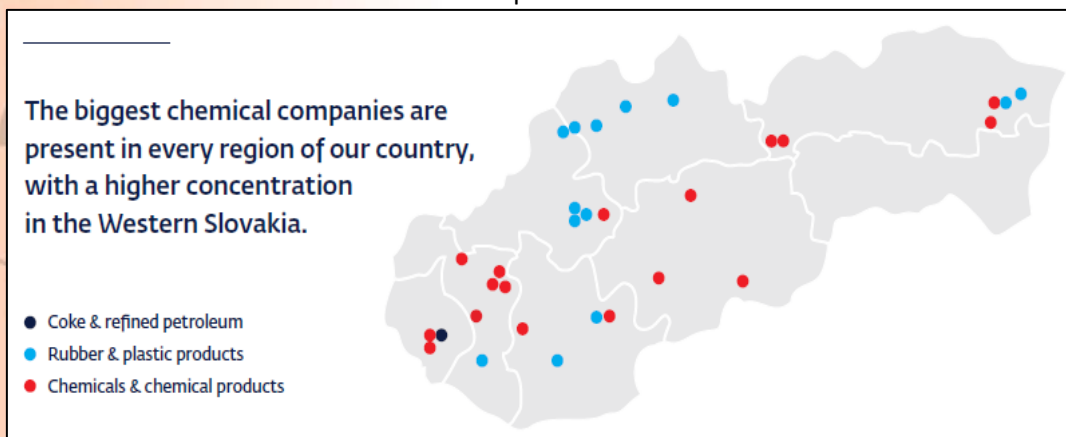 The biggest chemical companies are
present in every region of our country,
with a higher concentration
in the Western Slovakia.
Coke & refined petroleum
Rubber & plastic products
Chemicals & chemical products